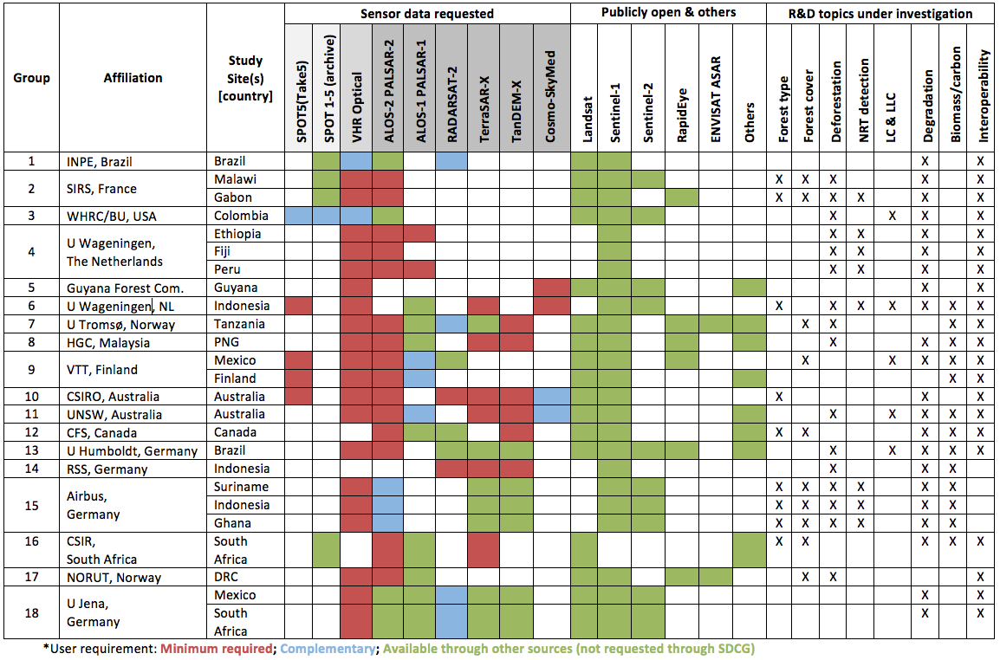 Sensor data requested Publicly open & others R&D topics under investigation
Group Affiliation Study
Site(s)
[country]
SPOT5(Take5)
SPOT 1-5 (archive)
VHR Optical
ALOS-2 PALSAR-2
ALOS-1 PALSAR-1
RADARSAT-2
TerraSAR-X
TanDEM-X
Cosmo-SkyMed
Landsat
Sentinel-1
Sentinel-2
RapidEye
ENVISAT ASAR
Others
Forest type
Forest cover
Deforestation
NRT detection
LC & LLC
Degradation
Biomass/carbon
Interoperability
1 INPE, Brazil Brazil X X
2 SIRS, France Malawi X X X X X
Gabon X X X X X X
3 WHRC/BU, USA Colombia X X X X
4 U Wageningen,
The Netherlands
Ethiopia X X X X
Fiji X X X X
Peru X X X X
5 Guyana Forest Com. Guyana X X
6 U Wageningen, NL Indonesia X X X X X X X
7 U Tromsø, Norway Tanzania X X X X
8 HGC, Malaysia PNG X X X X
9 VTT, Finland Mexico X X X X X
Finland X X
10 CSIRO, Australia Australia X X X
11 UNSW, Australia Australia X X X X X
12 CFS, Canada Canada X X X X X
13 U Humboldt, Germany Brazil X X X X X
14 RSS, Germany Indonesia X X X
15 Airbus,
Germany
Suriname X X X X X X
Indonesia X X X X X X
Ghana X X X X X X
16 CSIR,
South Africa
South
Africa X X X X X
17 NORUT, Norway DRC X X X
18 U Jena,
Germany
Mexico X X
South
Africa X X
*User requirement: Minimum required; Complementary; Available through other sources (not requested through SDCG)